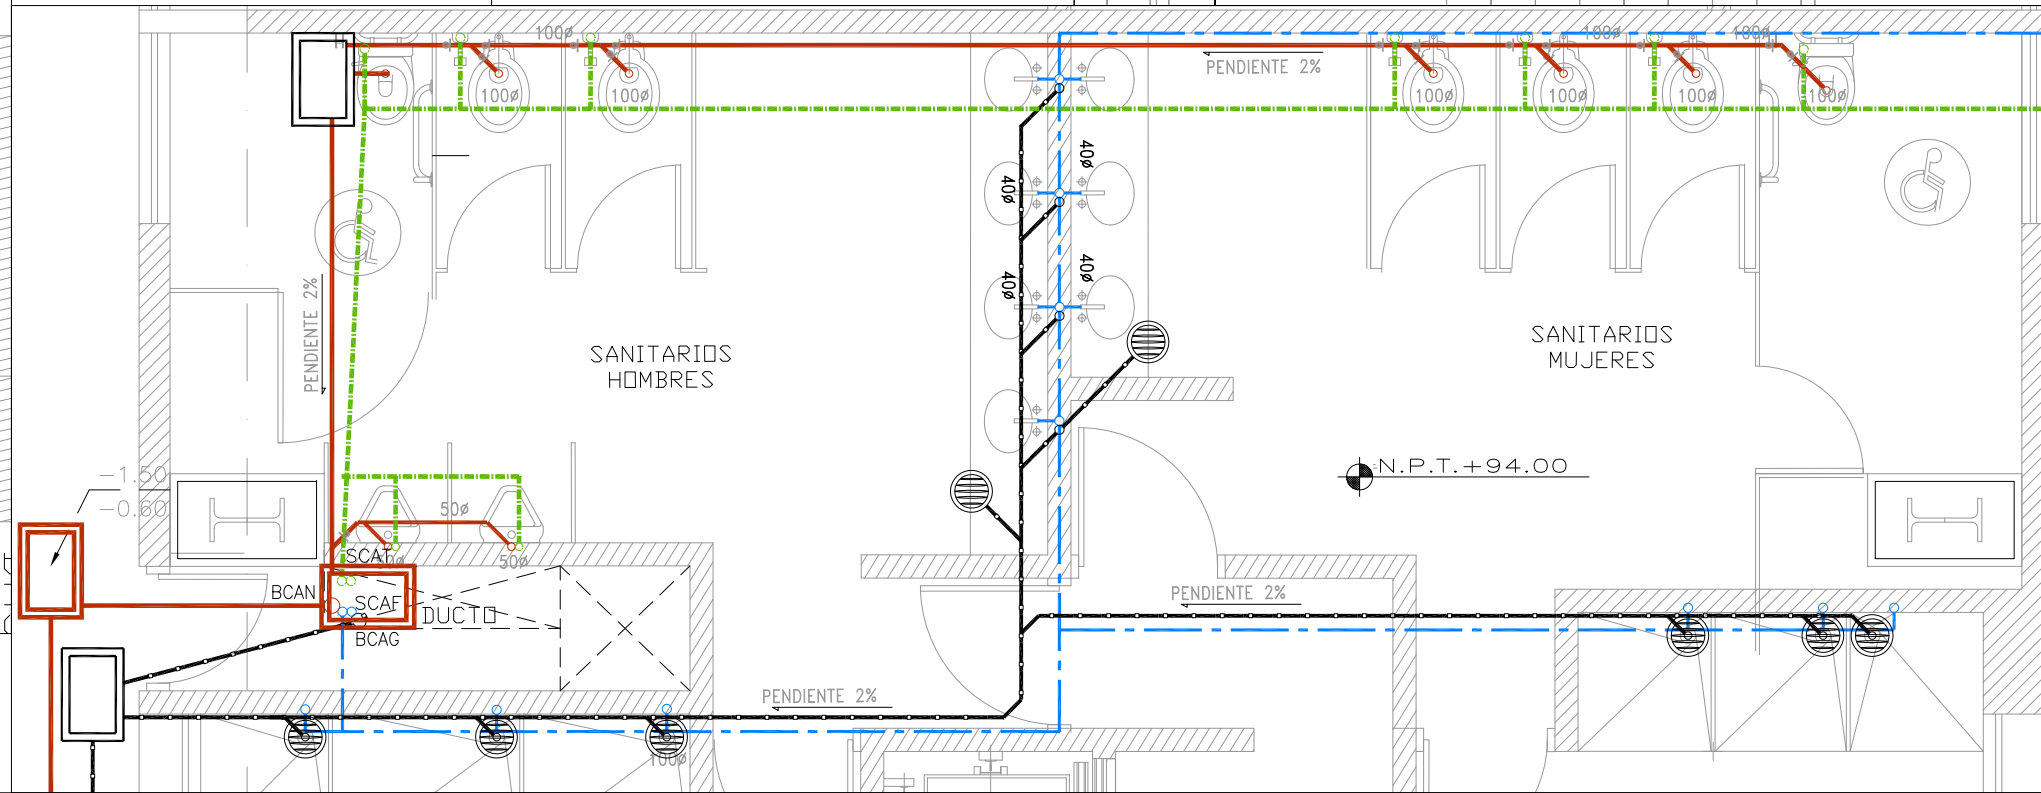 100ø
100ø
100ø
PENDIENTE 2%
100ø
100ø
100ø
100ø
100ø
100ø
40ø
40ø
40ø
40ø
PENDIENTE 2%
SANITARIOS
HOMBRES
SANITARIOS
MUJERES
N.P.T.+94.00
-1.50
-0.60
50ø
50ø
SCAT
BCAN
SCAF
DUCTO
BCAG
PENDIENTE 2%
PENDIENTE 2%
100ø